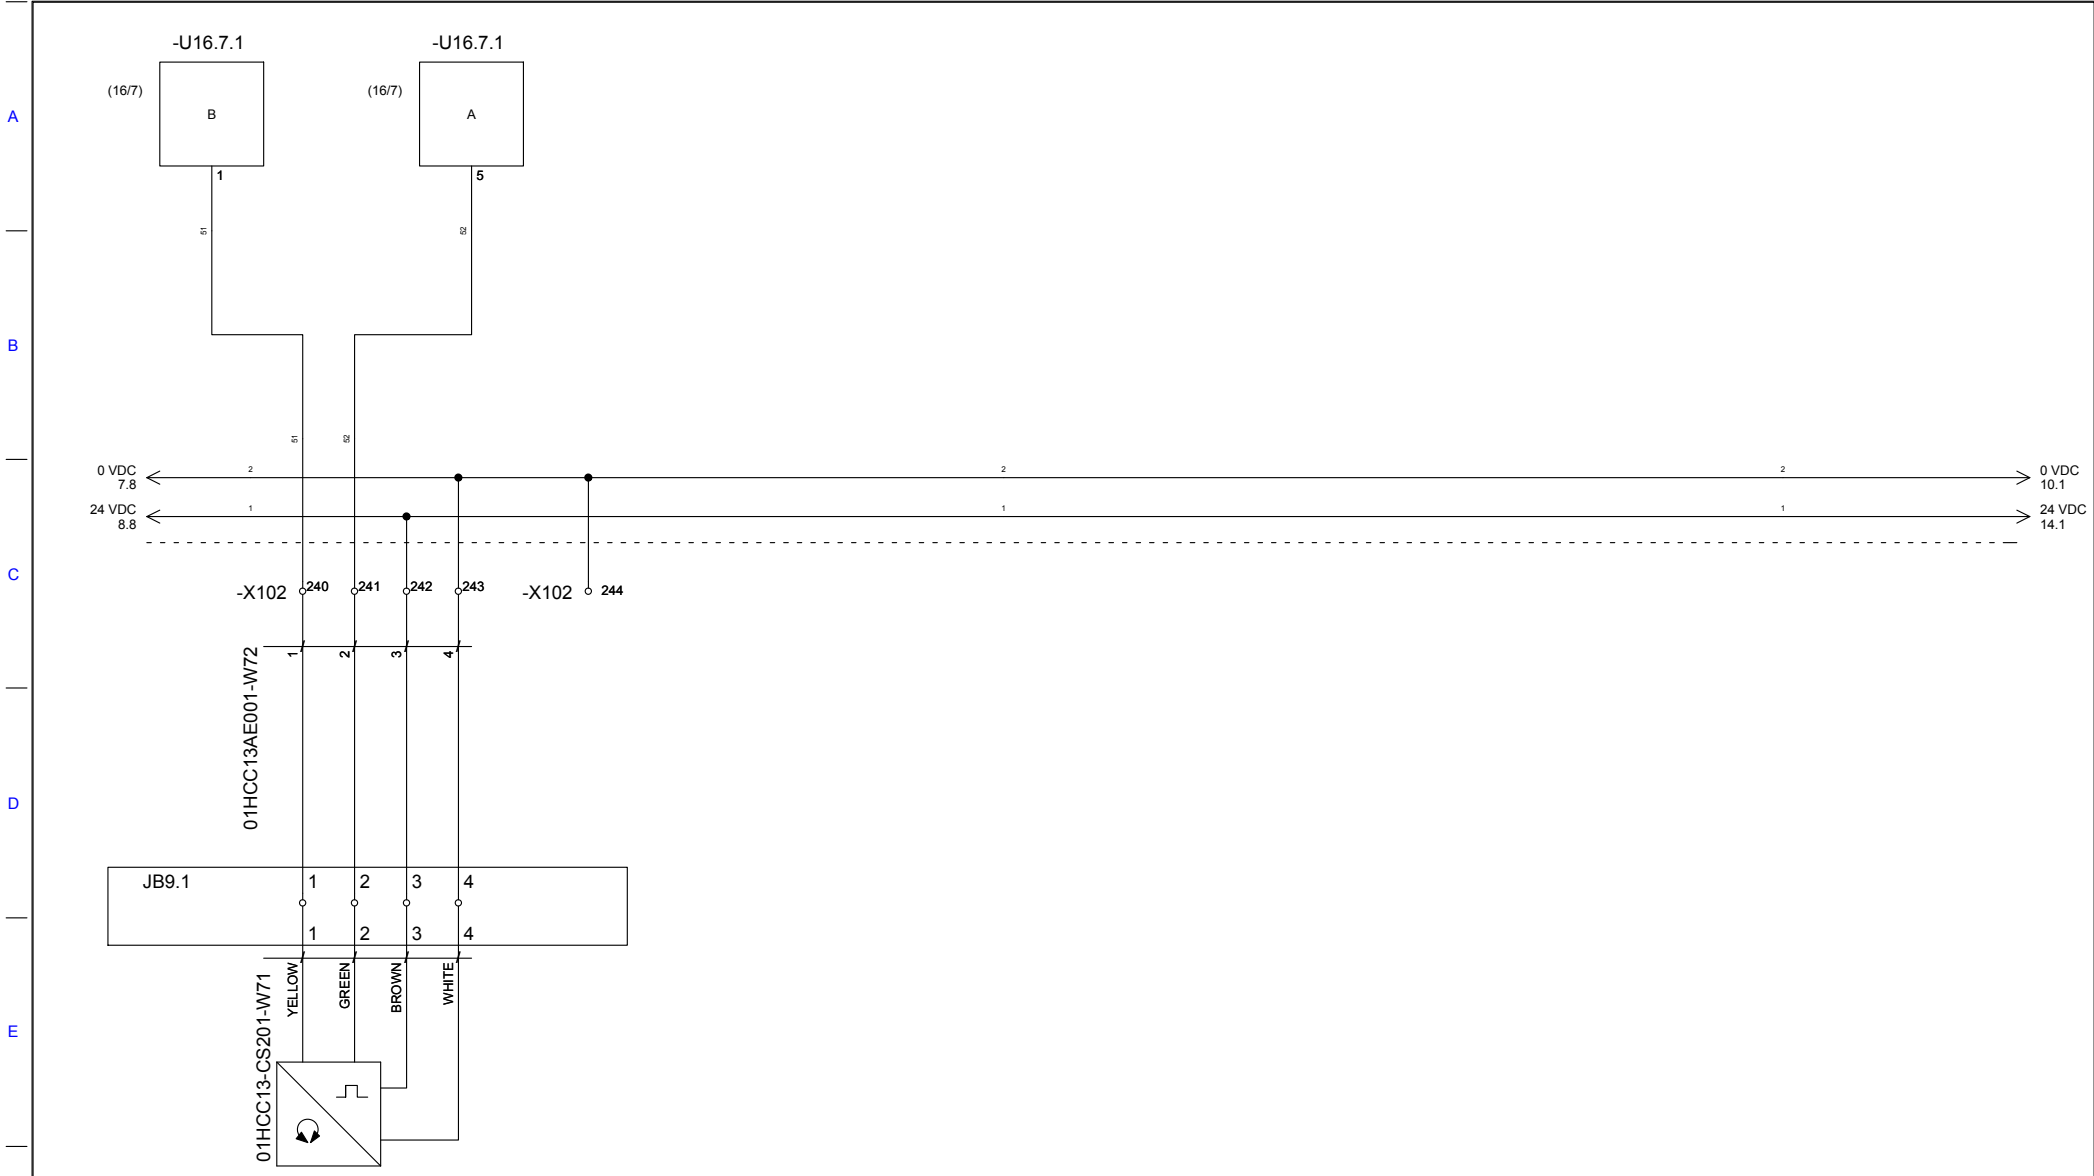 -U16.7.1
-U16.7.1
(16/7)
(16/7)
A
B
A
1
5
51
52
B
51
52
0 VDC
7.8
2
2
2
0 VDC
10.1
24 VDC
8.8
1
1
1
24 VDC
14.1
C
-X102
240
241
242
243
-X102
244
1
2
3
4
01HCC13AE001-W72
D
JB9.1
1
2
3
4
1
2
3
4
YELLOW
GREEN
BROWN
WHITE
01HCC13-CS201-W71
E